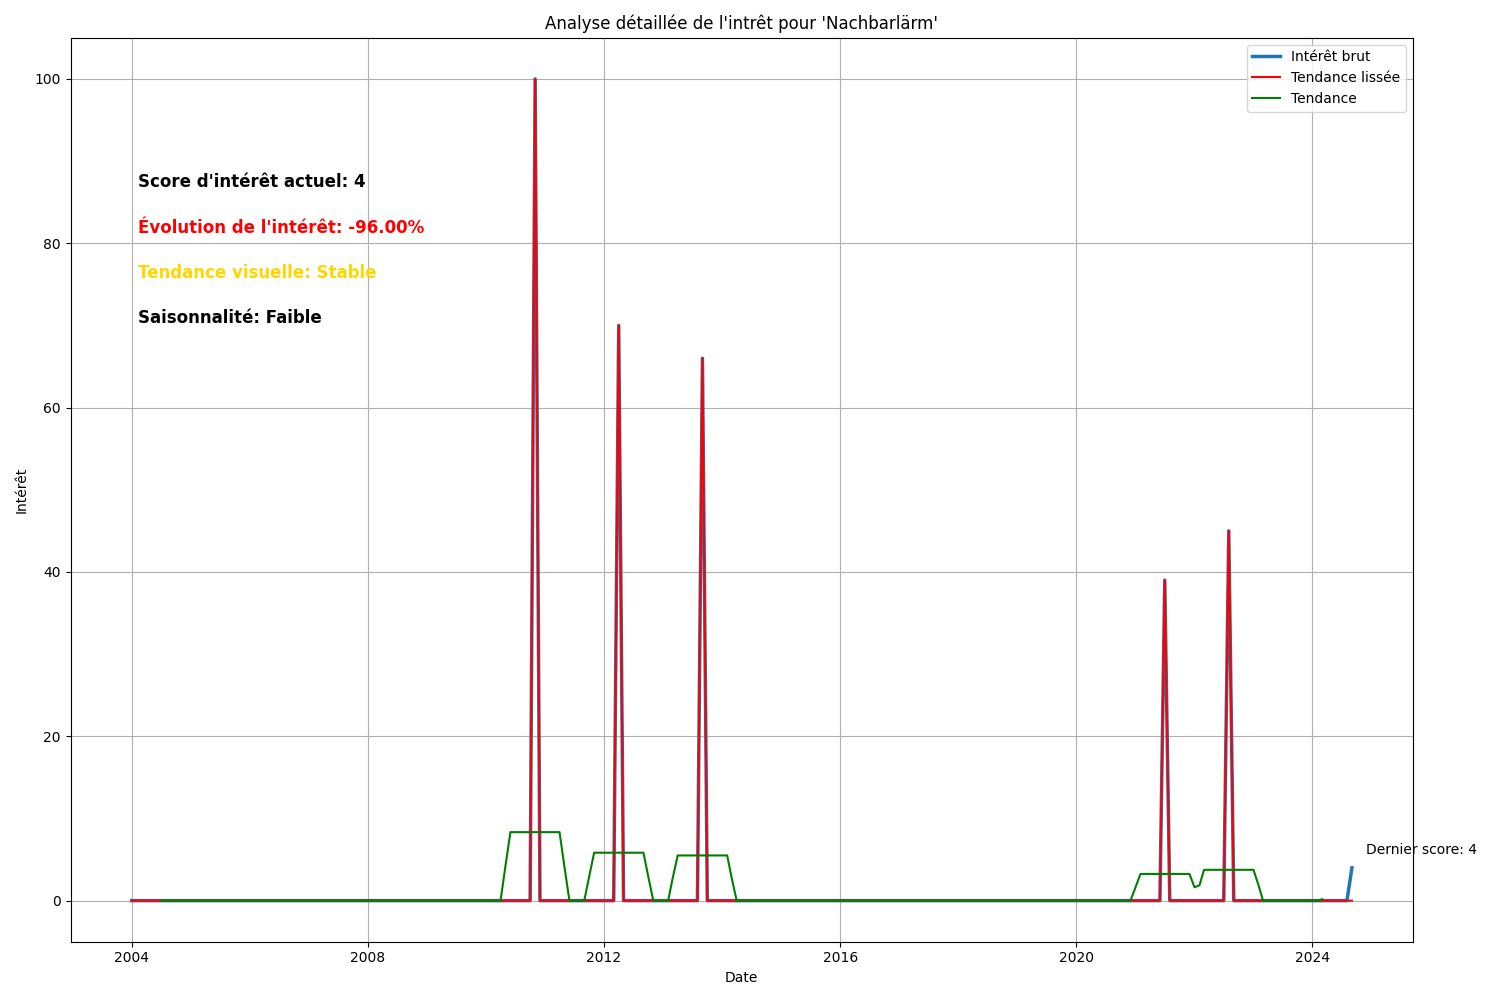 Analyse détaillée de l'intrêt pour 'Nachbarlärm'
Intérêt brut
Tendance lissée
Tendance
100
80
60
40
20
0
Intérêt
Score d'intérêt actuel: 4
Évolution de l'intérêt: -96.00%
Tendance visuelle: Stable
Saisonnalité: Faible
Dernier score: 4
2004
2008
2012
2016
2020
2024
Date